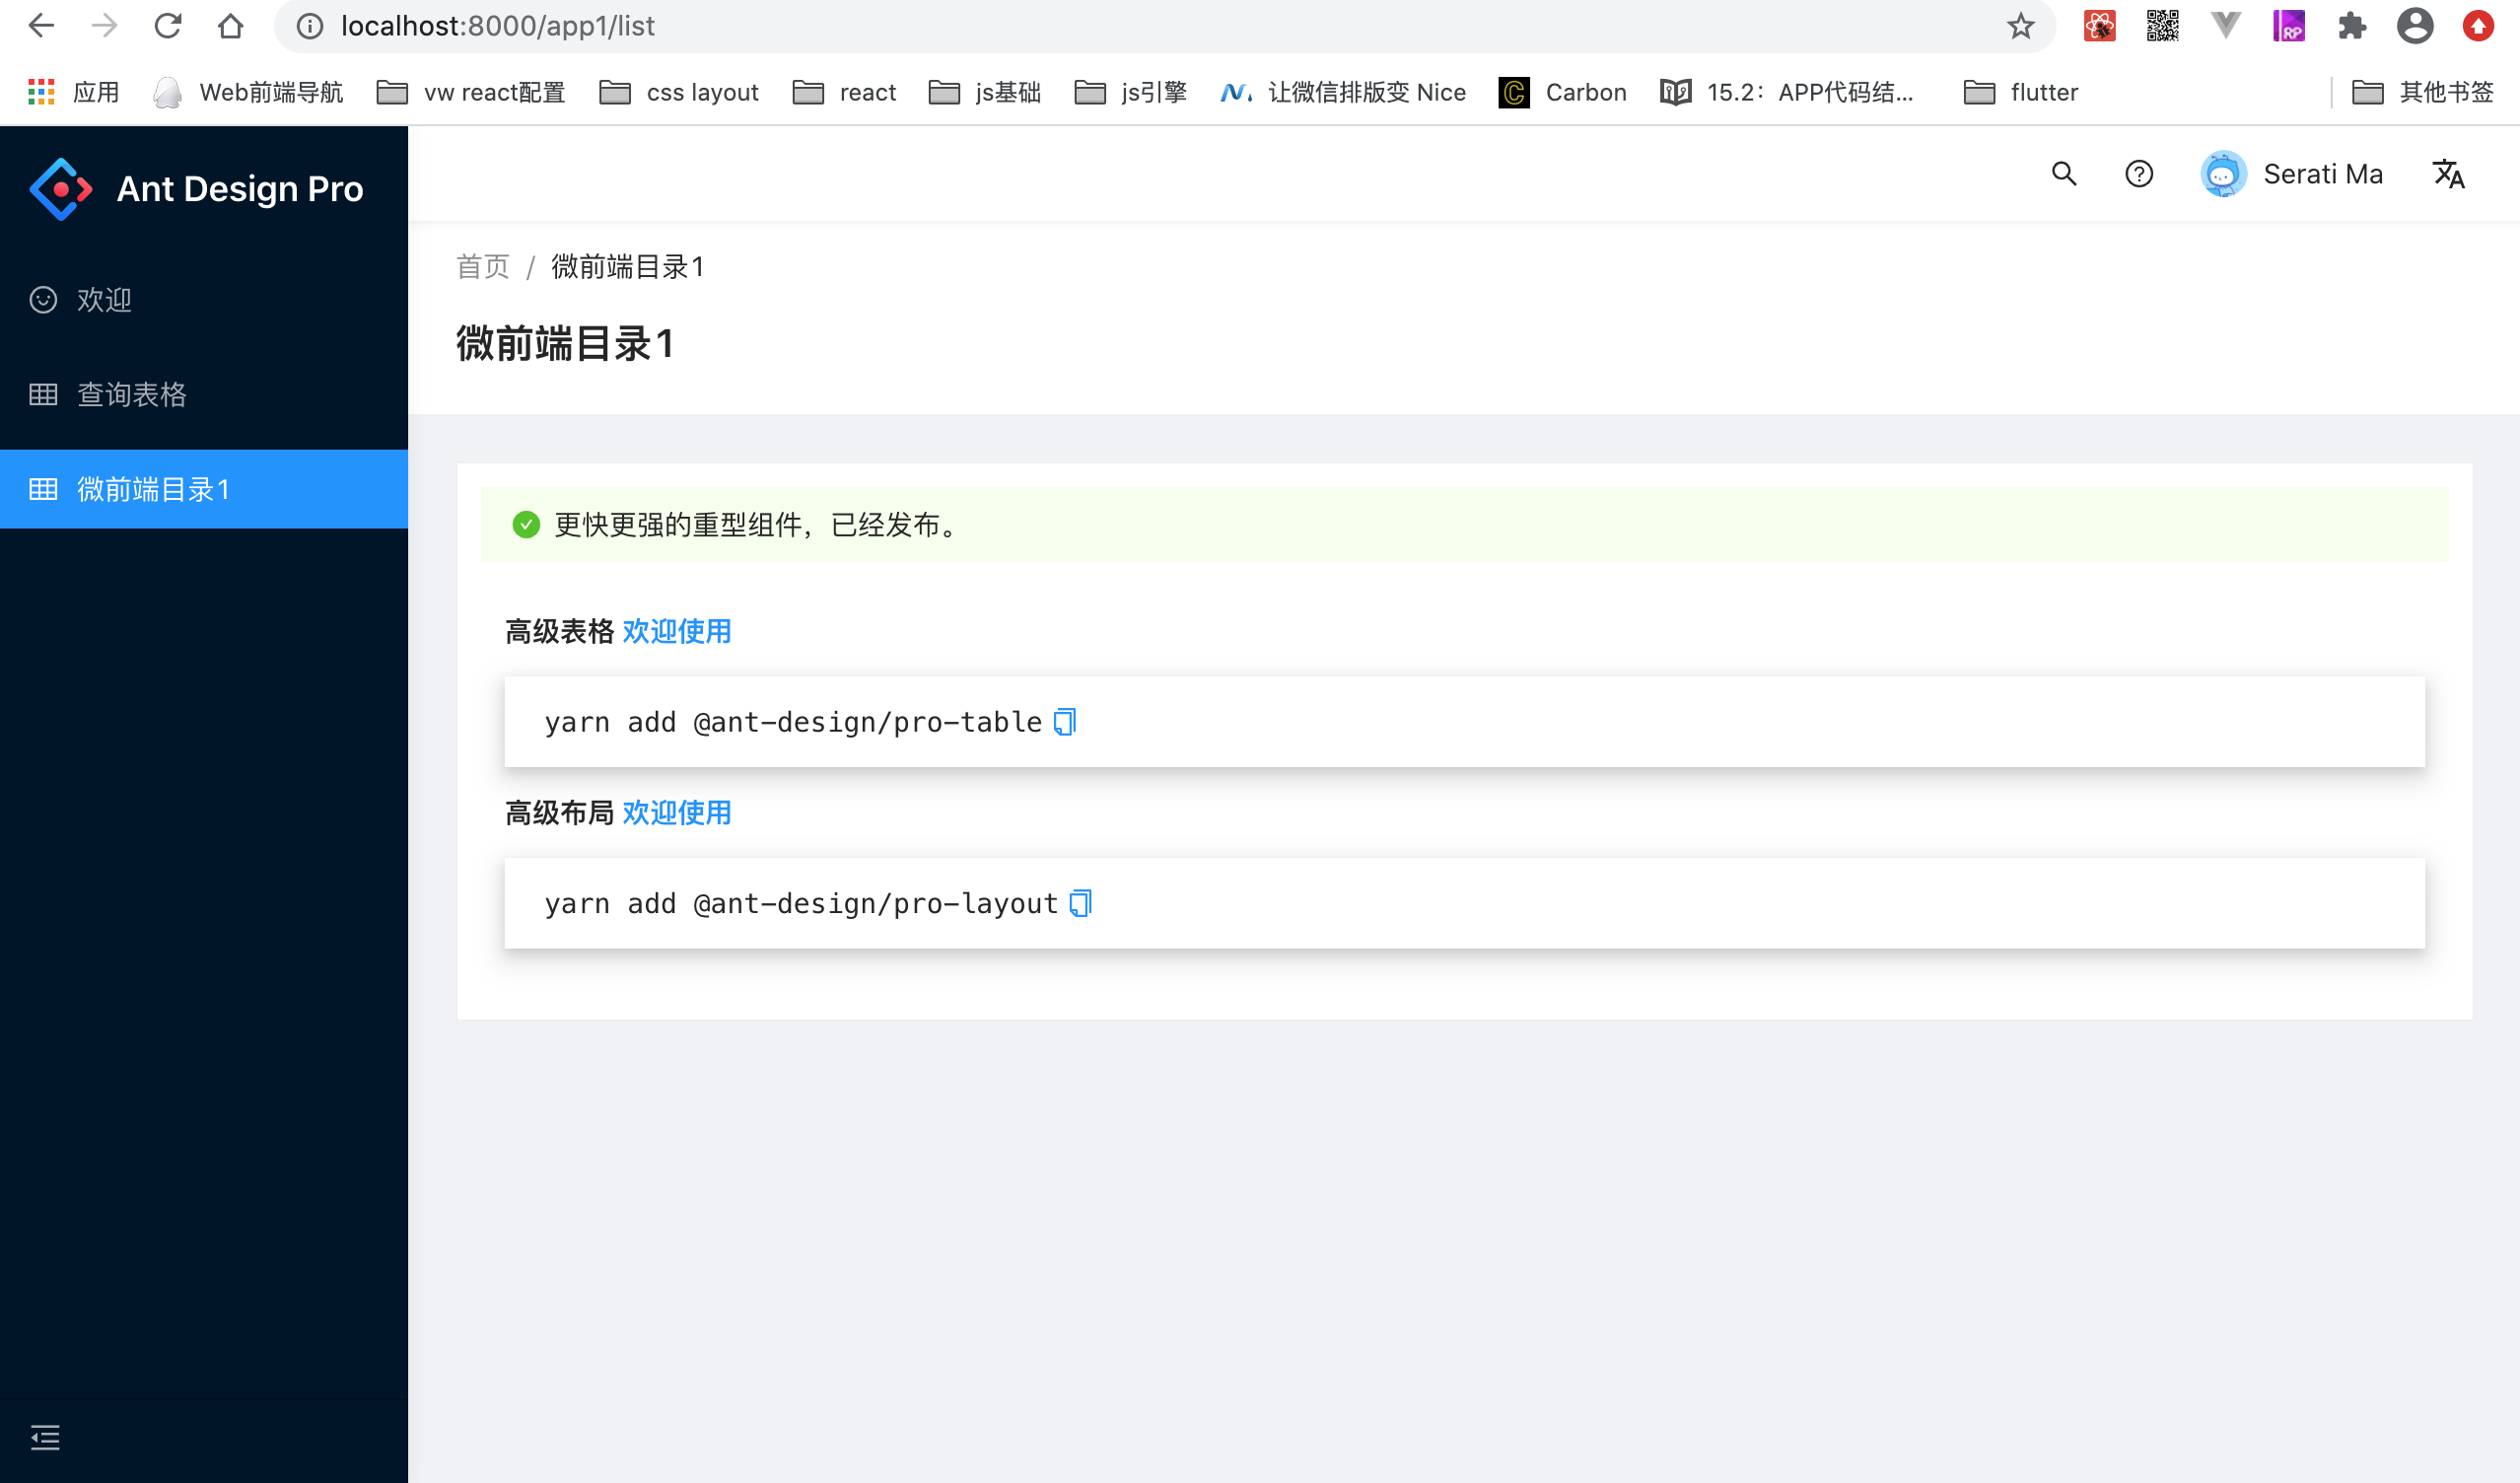 localhost:8000/app1/list
应用 Web前端导航 vw react配置 css layout react js基础 js引擎 让微信排版变 Nice Carbon 15.2：APP代码结... flutter 其他书签
Ant Design Pro
Serati Ma
首页 / 微前端目录1
欢迎
微前端目录1
查询表格
微前端目录1
更快更强的重型组件，已经发布。
高级表格 欢迎使用
yarn add @ant-design/pro-table
高级布局 欢迎使用
yarn add @ant-design/pro-layout